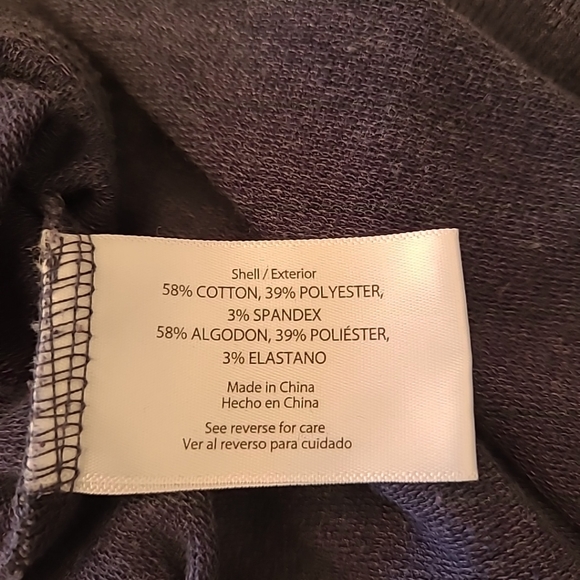 Shell / Exterior
58% COTTON, 39% POLYESTER,
3% SPANDEX
58% ALGODON, 39% POLIÉSTER,
3% ELASTANO
Made in China
Hecho en China
See reverse for care
Ver al reverso para cuidado